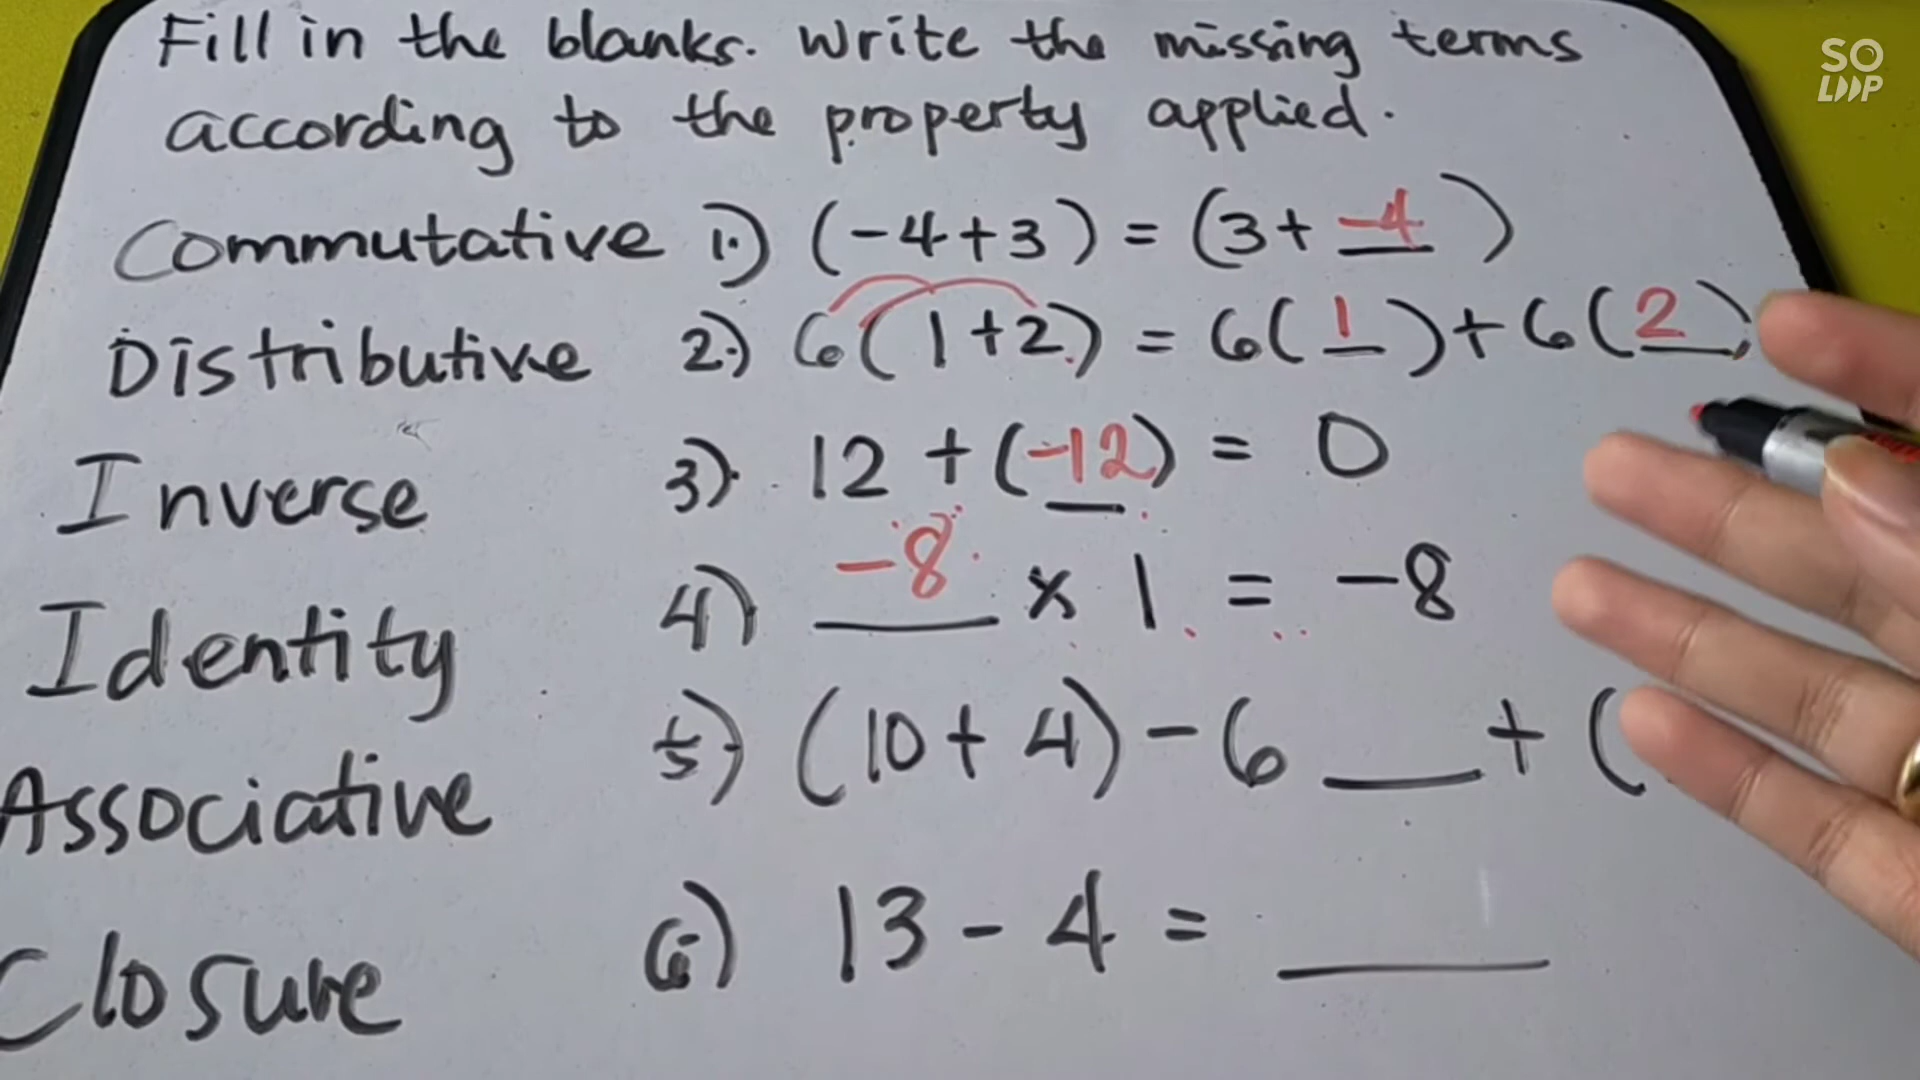 SO
LOOP
Fill in the blanks. Write the missing terms
according to the property applied.
Commutative 1.) (-4+3) = (3+ -4)
Distributive 2.) 6(1+2) = 6(1)+6(2)
Inverse 3). 12 + (-12) = 0
Identity 4) -8 × 1 = -8
Associative 5.) (10+4)-6 ___ + (
Closure 6.) 13 - 4 = ___